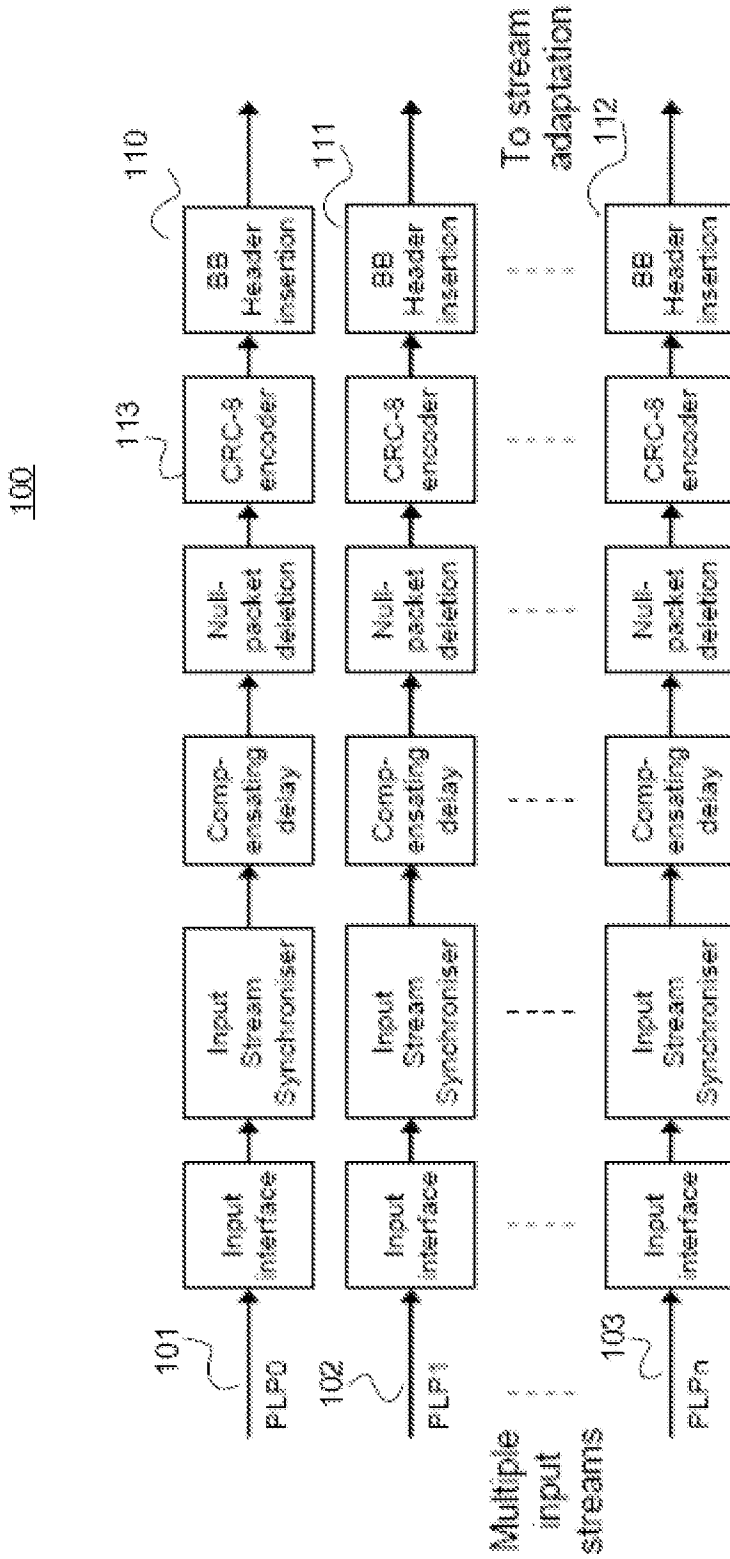 100
101
PLP0
Input
interface
Input
Stream
Synchroniser
Comp-
ensating
delay
Null-
packet
deletion
113
CRC-8
encoder
110
BB
Header
insertion
102
PLP1
Input
interface
Input
Stream
Synchroniser
Comp-
ensating
delay
Null-
packet
deletion
CRC-8
encoder
111
BB
Header
insertion
Multiple
input
streams
To stream
adaptation
103
PLPn
Input
interface
Input
Stream
Synchroniser
Comp-
ensating
delay
Null-
packet
deletion
CRC-8
encoder
112
BB
Header
insertion